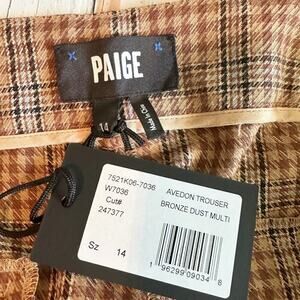 PAIGE
14
Made in China
7521K06-7036
W7036
Cut#
247377
AVEDON TROUSER
BRONZE DUST MULTI
Sz 14
1 96299 09034 8